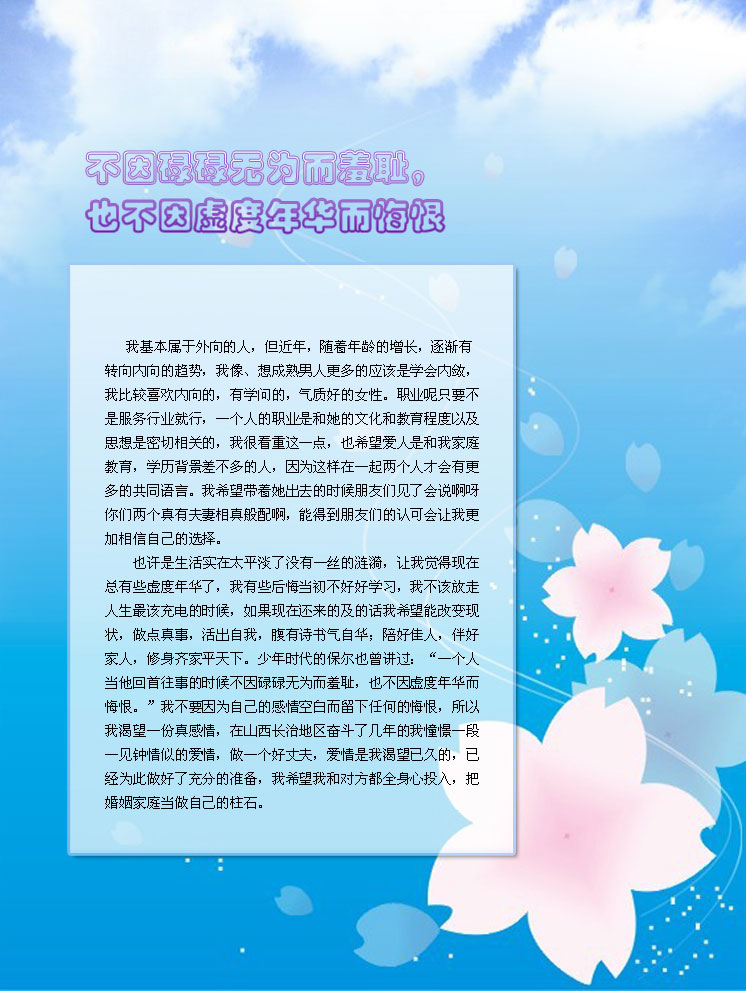 不因碌碌无为而羞耻，
也不因虚度年华而悔恨
我基本属于外向的人，但近年，随着年龄的增长，逐渐有
转向内向的趋势，我像、想成熟男人更多的应该是学会内敛，
我比较喜欢内向的，有学问的，气质好的女性。职业呢只要不
是服务行业就行，一个人的职业是和她的文化和教育程度以及
思想是密切相关的，我很看重这一点，也希望爱人是和我家庭
教育，学历背景差不多的人，因为这样在一起两个人才会有更
多的共同语言。我希望带着她出去的时候朋友们见了会说啊呀
你们两个真有夫妻相真般配啊，能得到朋友们的认可会让我更
加相信自己的选择。
也许是生活实在太平淡了没有一丝的涟漪，让我觉得现在
总有些虚度年华了，我有些后悔当初不好好学习，我不该放走
人生最该充电的时候，如果现在还来的及的话我希望能改变现
状，做点真事，活出自我，腹有诗书气自华；陪好佳人，伴好
家人，修身齐家平天下。少年时代的保尔也曾讲过：“一个人
当他回首往事的时候不因碌碌无为而羞耻，也不因虚度年华而
悔恨。”我不要因为自己的感情空白而留下任何的悔恨，所以
我渴望一份真感情，在山西长治地区奋斗了几年的我憧憬一段
一见钟情似的爱情，做一个好丈夫，爱情是我渴望已久的，已
经为此做好了充分的准备，我希望我和对方都全身心投入，把
婚姻家庭当做自己的柱石。